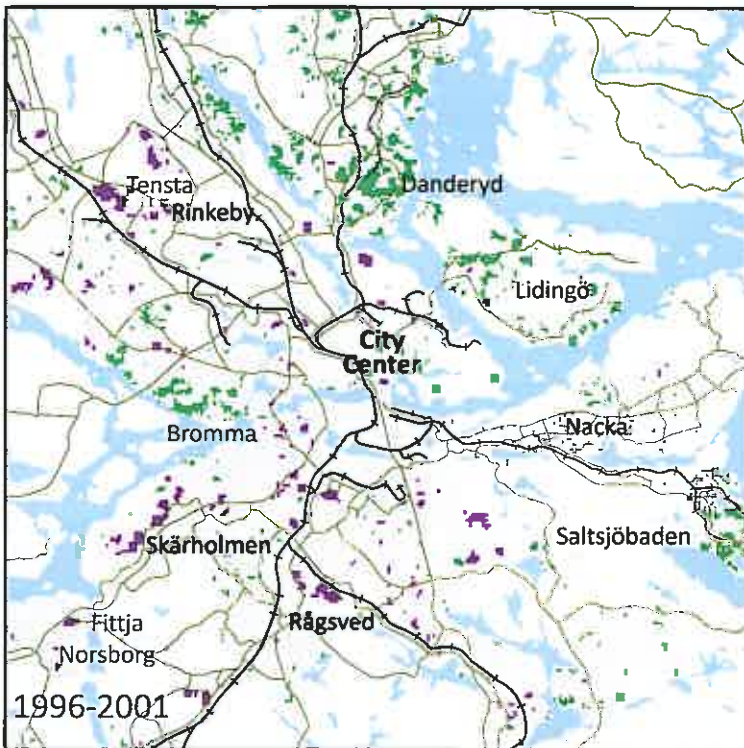 Tensta
Rinkeby
Danderyd
Lidingö
City
Center
Bromma
Nacka
Skärholmen
Saltsjöbaden
Fittja
Rågsved
Norsborg
1996-2001